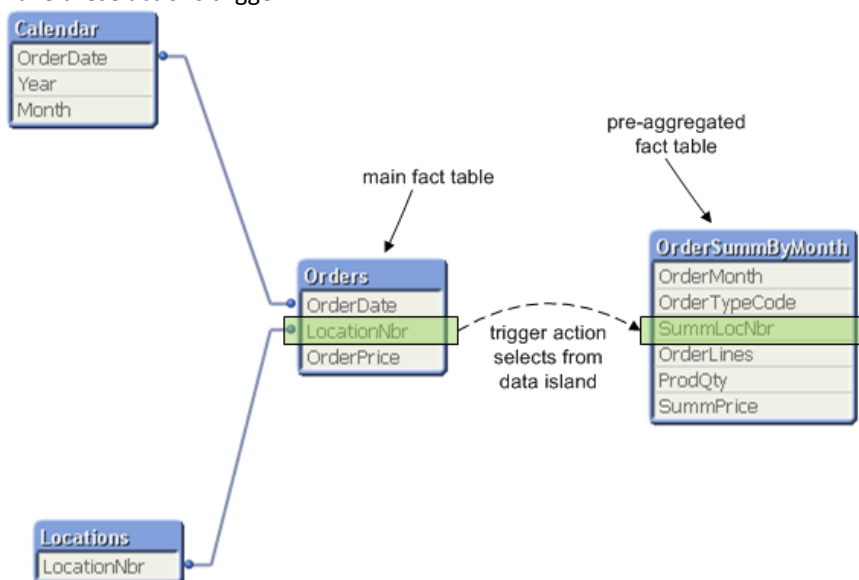 Calendar
OrderDate
Year
Month
pre-aggregated
fact table
main fact table
Orders
OrderDate
LocationNbr
OrderPrice
trigger action
selects from
data island
OrderSummByMonth
OrderMonth
OrderTypeCode
SummLocNbr
OrderLines
ProdQty
SummPrice
Locations
LocationNbr